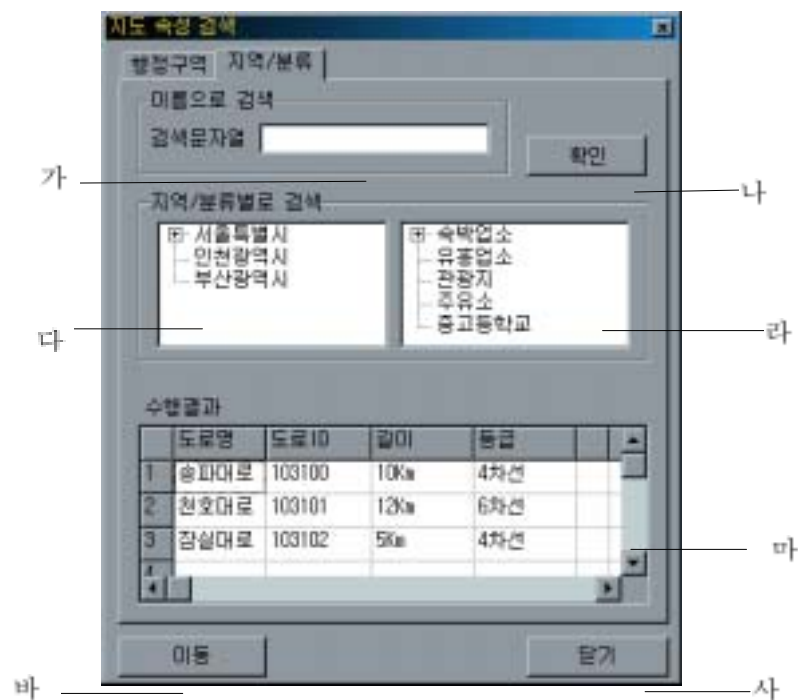 지도 속성 검색
행정구역 지역/분류
이름으로 검색
검색문자열
확인
가
나
지역/분류별로 검색
서울특별시
인천광역시
부산광역시
숙박업소
유흥업소
관광지
주유소
중고등학교
다
라
수행결과
도로명 도로ID 길이 등급
1 송파대로 103100 10Km 4차선
2 천호대로 103101 12Km 6차선
3 잠실대로 103102 5Km 4차선
4
마
이동
닫기
바
사